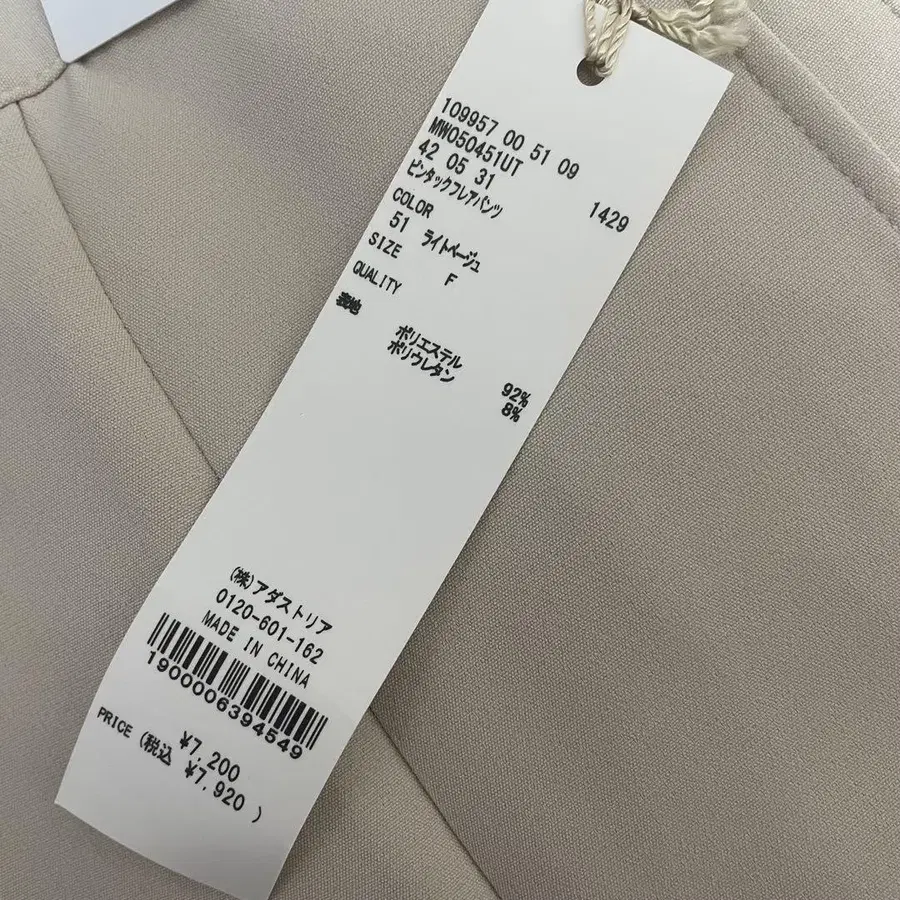 109957 00 51 09
MW050451UT
42 05 31 1429
ピンタックフレアパンツ
COLOR
51 ライトベージュ
SIZE F
QUALITY
表地
ポリエステル 92%
ポリウレタン 8%
(株)アダストリア
0120-601-162
MADE IN CHINA
1900006394549
¥7,200
PRICE (税込 ¥7,920 )